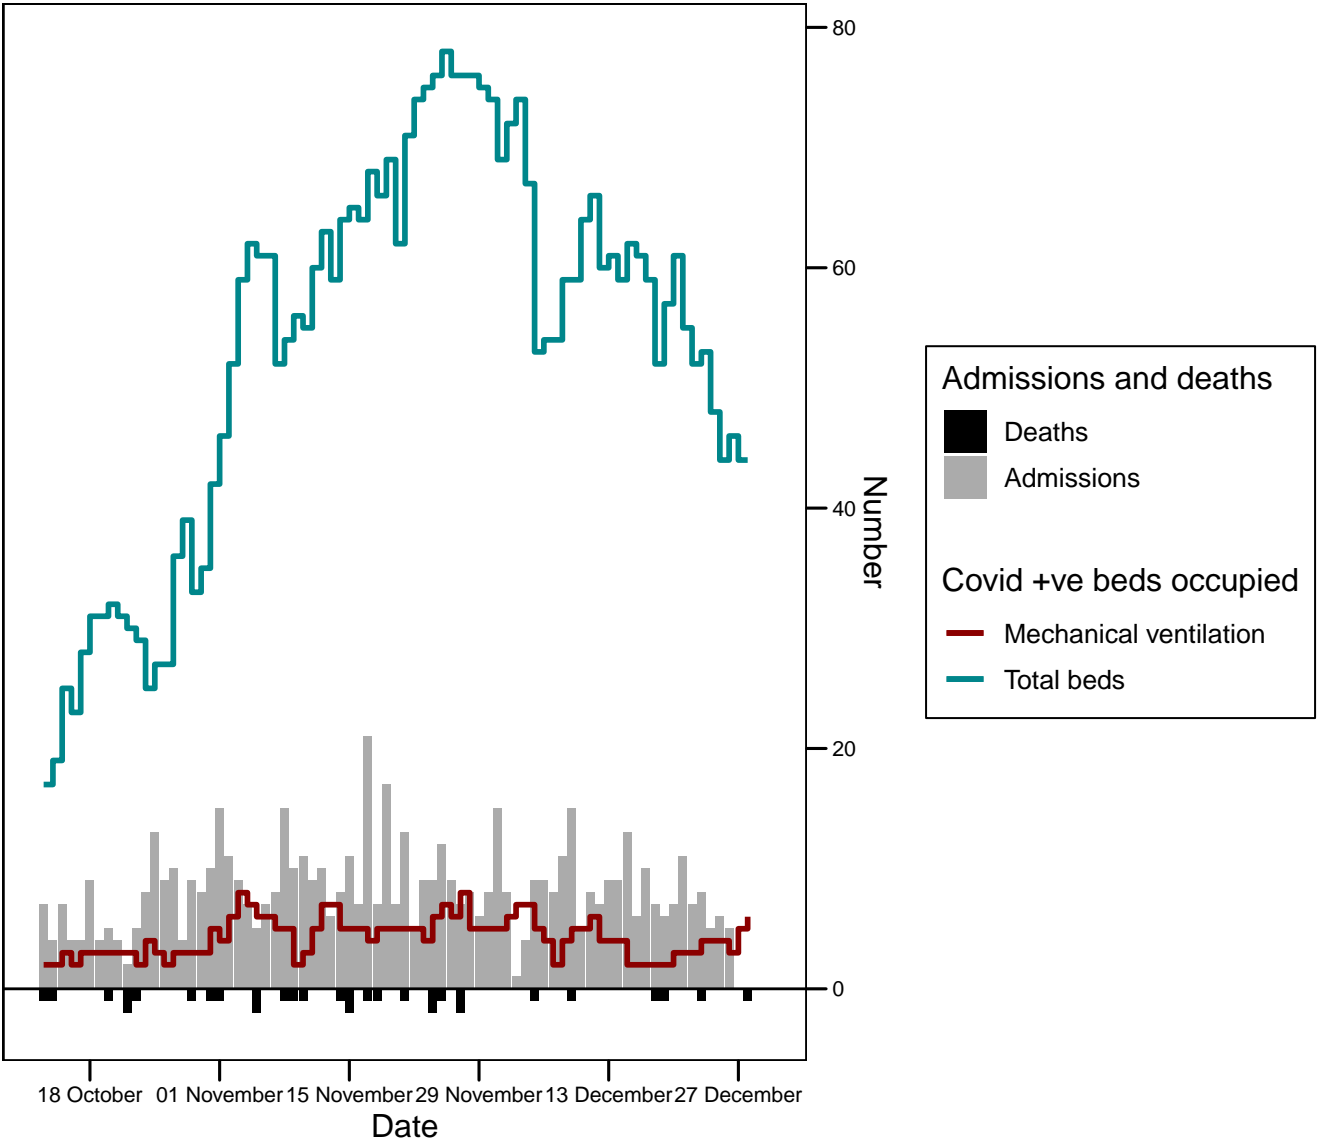 80
60
40
20
0
Number
18 October 01 November 15 November 29 November 13 December 27 December
Date
Admissions and deaths
Deaths
Admissions
Covid +ve beds occupied
Mechanical ventilation
Total beds